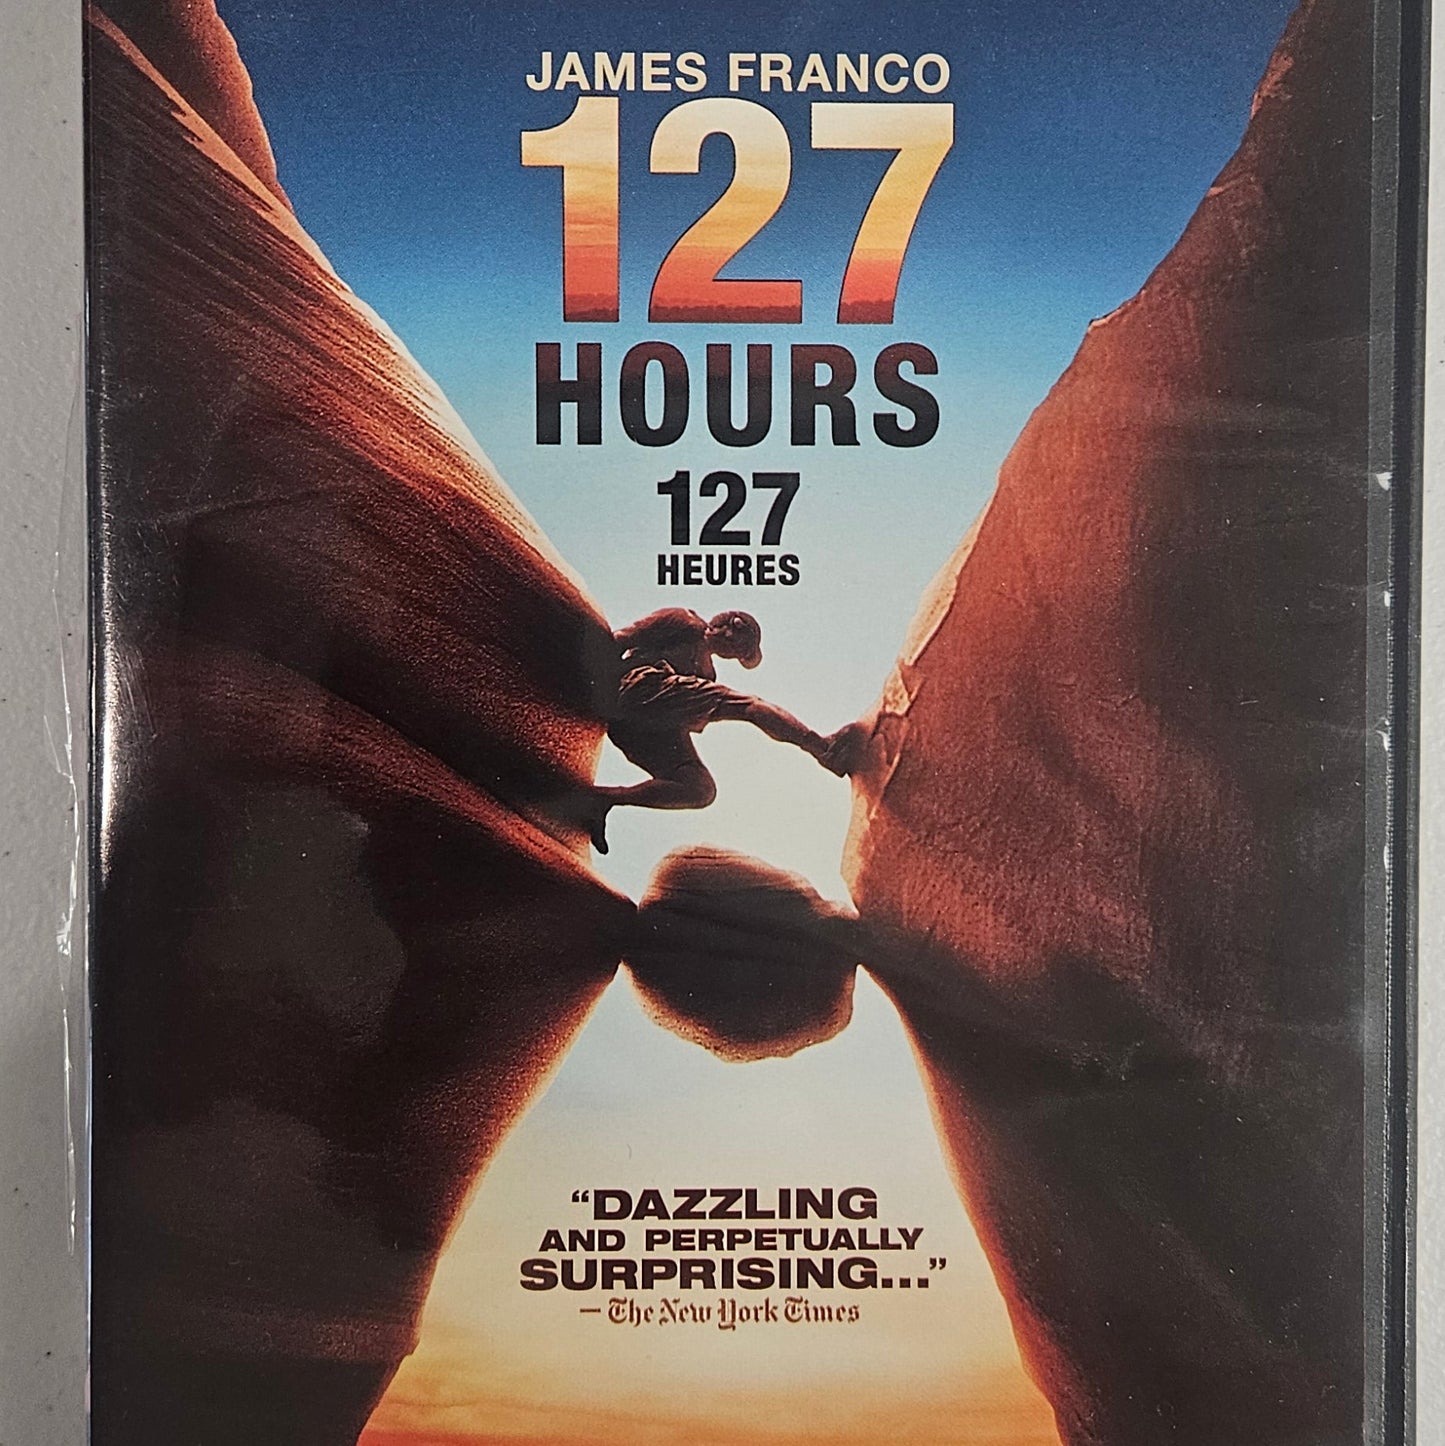 JAMES FRANCO
127
HOURS
127
HEURES
“DAZZLING
AND PERPETUALLY
SURPRISING...”
—The New York Times